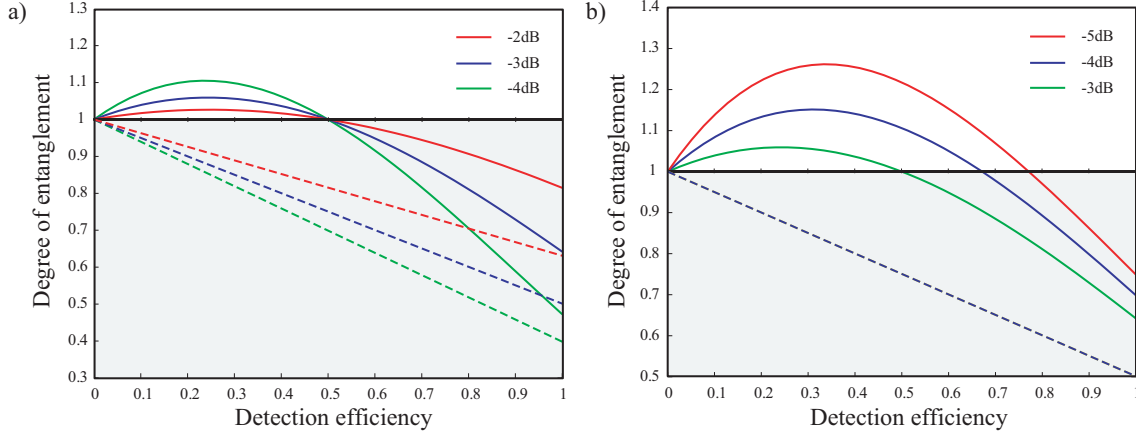 a)
Degree of entanglement
1.3
1.2
1.1
1
0.9
0.8
0.7
0.6
0.5
0.4
0.3
-2dB
-3dB
-4dB
0 0.1 0.2 0.3 0.4 0.5 0.6 0.7 0.8 0.9 1
Detection efficiency
b)
Degree of entanglement
1.4
1.3
1.2
1.1
1
0.9
0.8
0.7
0.6
0.5
-5dB
-4dB
-3dB
0 0.1 0.2 0.3 0.4 0.5 0.6 0.7 0.8 0.9 1
Detection efficiency